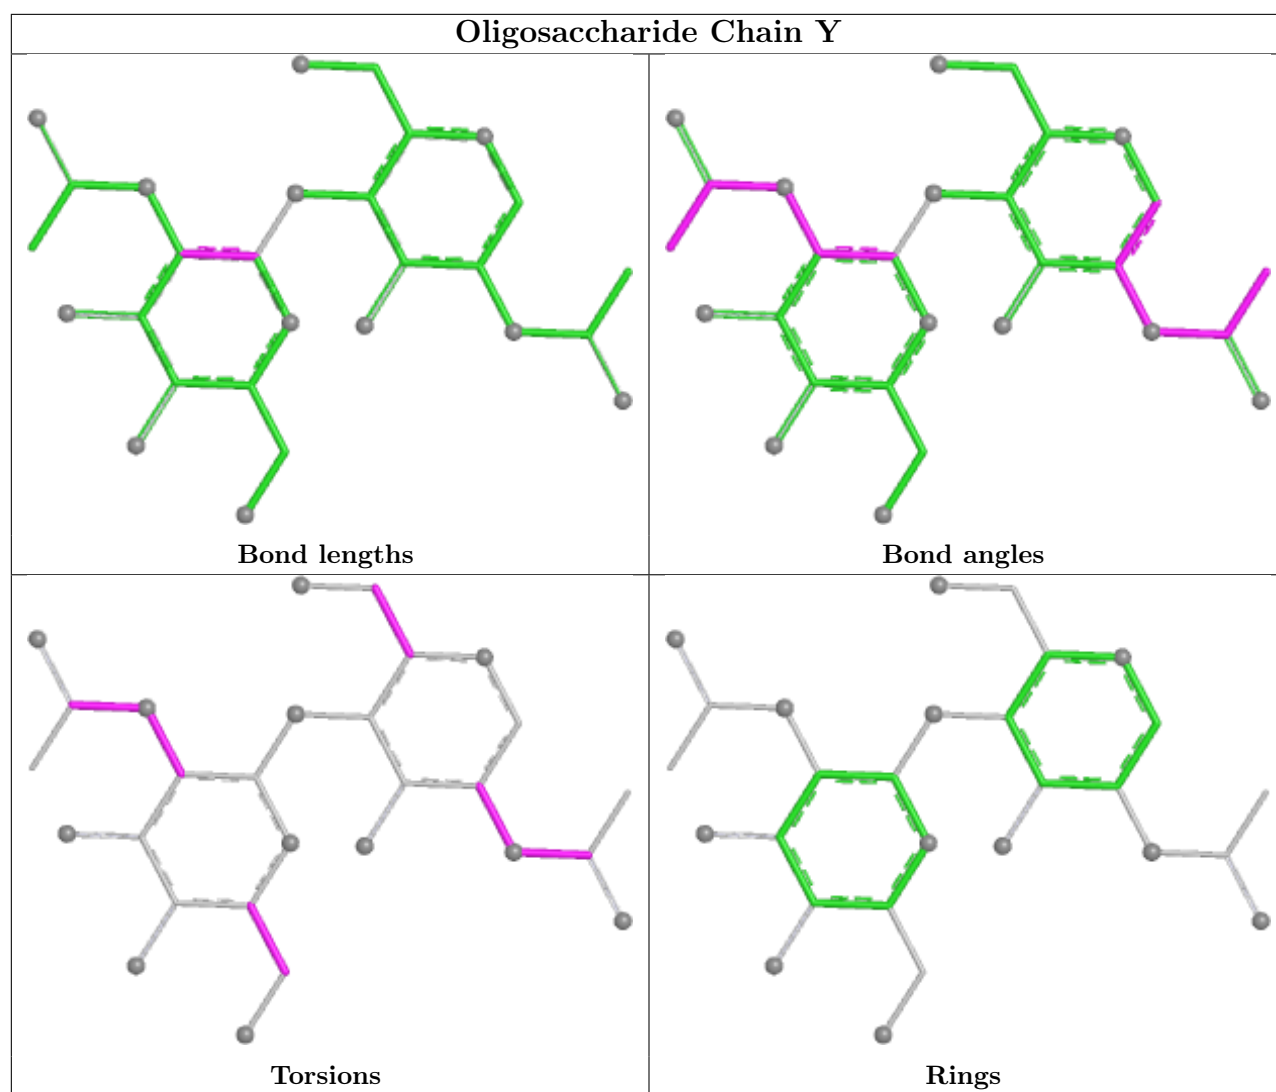 Oligosaccharide Chain Y
Bond lengths
Bond angles
Torsions
Rings